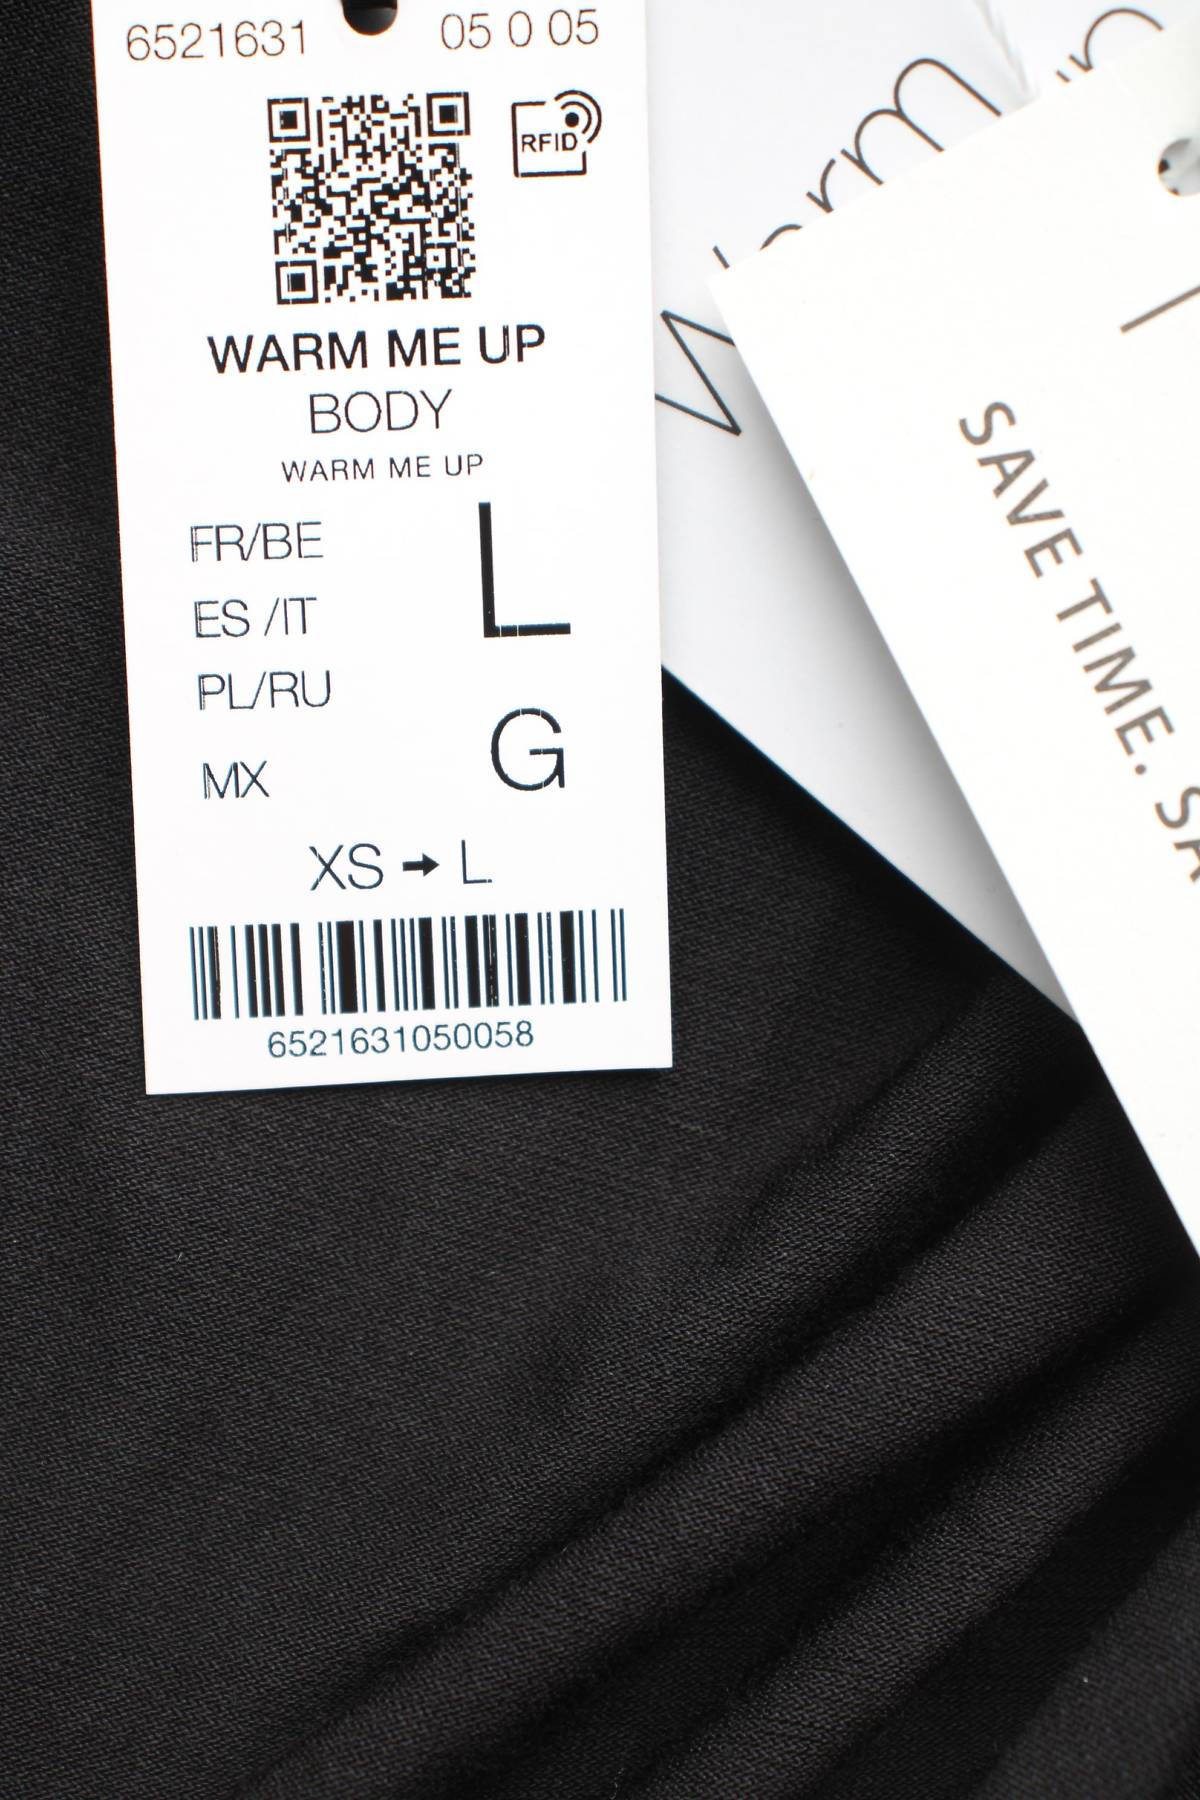 6521631 05 0 05
RFID
WARM ME UP
BODY
WARM ME UP
FR/BE
ES /IT
PL/RU
L
MX
G
XS → L
6521631050058
SAVE TIME.